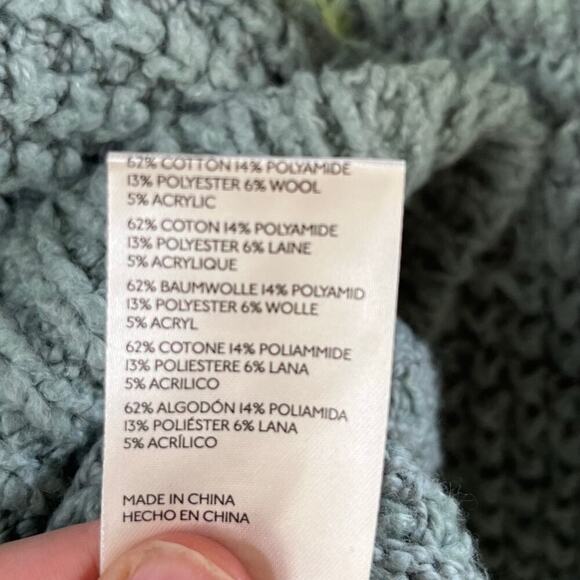 62% COTTON 14% POLYAMIDE
13% POLYESTER 6% WOOL
5% ACRYLIC
62% COTON 14% POLYAMIDE
13% POLYESTER 6% LAINE
5% ACRYLIQUE
62% BAUMWOLLE 14% POLYAMID
13% POLYESTER 6% WOLLE
5% ACRYL
62% COTONE 14% POLIAMMIDE
13% POLIESTERE 6% LANA
5% ACRILICO
62% ALGODÓN 14% POLIAMIDA
13% POLIÉSTER 6% LANA
5% ACRÍLICO
MADE IN CHINA
HECHO EN CHINA